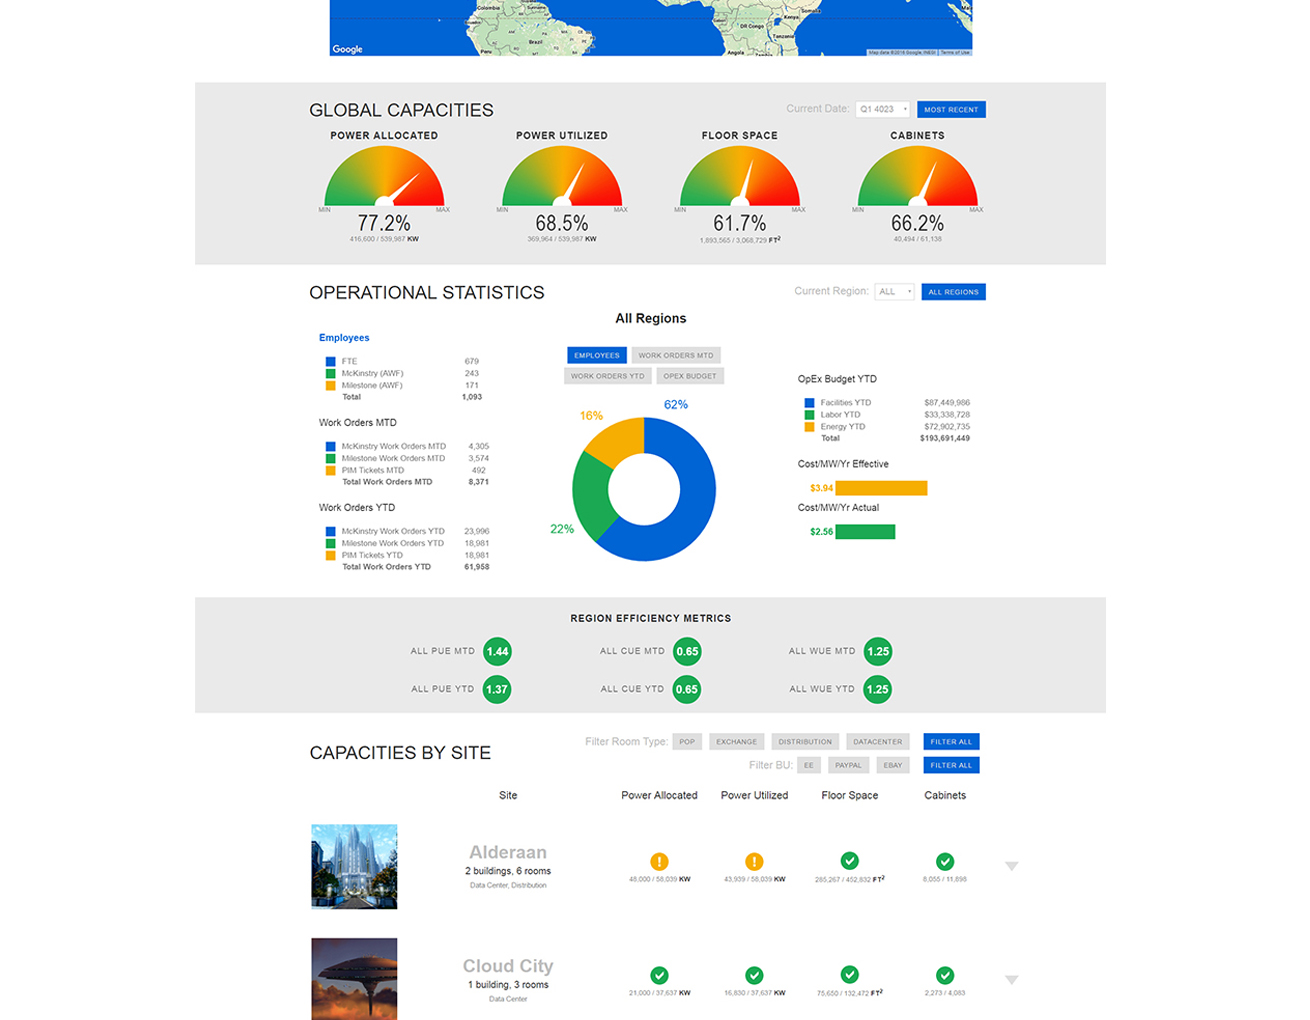 Colombia
Suriname
Ecuador
Brazil
Peru
Gabon
DR Congo
Kenya
Somalia
Tanzania
Angola
Google
Map data ©2016 Google, INEGI | Terms of Use
GLOBAL CAPACITIES
Current Date: Q1 4023 MOST RECENT
POWER ALLOCATED POWER UTILIZED FLOOR SPACE CABINETS
MIN MAX MIN MAX MIN MAX MIN MAX
77.2% 68.5% 61.7% 66.2%
416,600 / 539,987 KW 369,964 / 539,987 KW 1,893,565 / 3,068,729 FT2 40,494 / 61,138
OPERATIONAL STATISTICS
Current Region: ALL ALL REGIONS
All Regions
Employees
FTE 679
McKinstry (AWF) 243
Milestone (AWF) 171
Total 1,093
Work Orders MTD
McKinstry Work Orders MTD 4,305
Milestone Work Orders MTD 3,574
PIM Tickets MTD 492
Total Work Orders MTD 8,371
Work Orders YTD
McKinstry Work Orders YTD 23,996
Milestone Work Orders YTD 18,981
PIM Tickets YTD 18,981
Total Work Orders YTD 61,958
EMPLOYEES WORK ORDERS MTD
WORK ORDERS YTD OPEX BUDGET
62%
16%
22%
OpEx Budget YTD
Facilities YTD $87,449,986
Labor YTD $33,338,728
Energy YTD $72,902,735
Total $193,691,449
Cost/MW/Yr Effective
$3.94
Cost/MW/Yr Actual
$2.56
REGION EFFICIENCY METRICS
ALL PUE MTD 1.44 ALL CUE MTD 0.65 ALL WUE MTD 1.25
ALL PUE YTD 1.37 ALL CUE YTD 0.65 ALL WUE YTD 1.25
CAPACITIES BY SITE
Filter Room Type: POP EXCHANGE DISTRIBUTION DATACENTER FILTER ALL
Filter BU: EE PAYPAL EBAY FILTER ALL
Site Power Allocated Power Utilized Floor Space Cabinets
Alderaan
2 buildings, 6 rooms
Data Center, Distribution
48,000 / 58,039 KW 43,939 / 58,039 KW 285,267 / 452,832 FT2 8,055 / 11,898
Cloud City
1 building, 3 rooms
Data Center
21,000 / 37,637 KW 16,830 / 37,637 KW 75,650 / 132,472 FT2 2,273 / 4,083